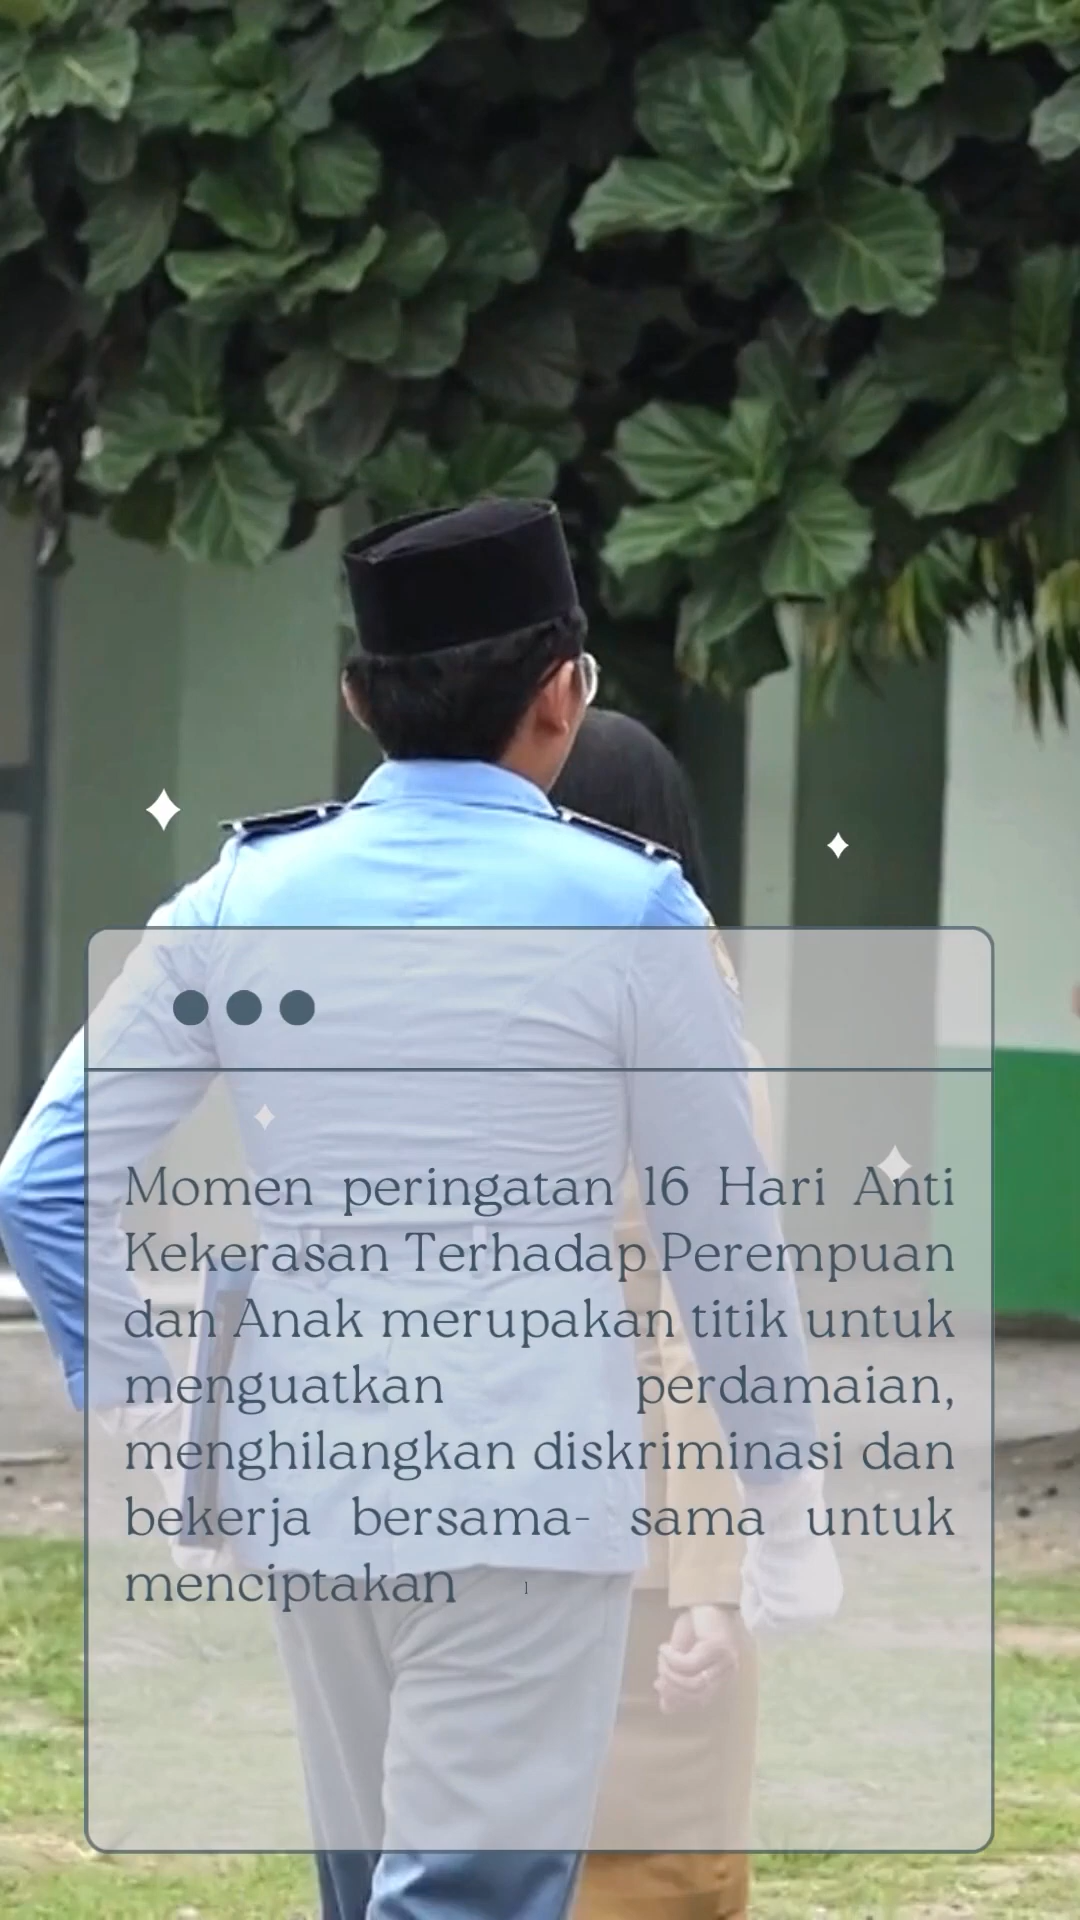 Momen peringatan 16 Hari Anti
Kekerasan Terhadap Perempuan
dan Anak merupakan titik untuk
menguatkan perdamaian,
menghilangkan diskriminasi dan
bekerja bersama- sama untuk
menciptakan l